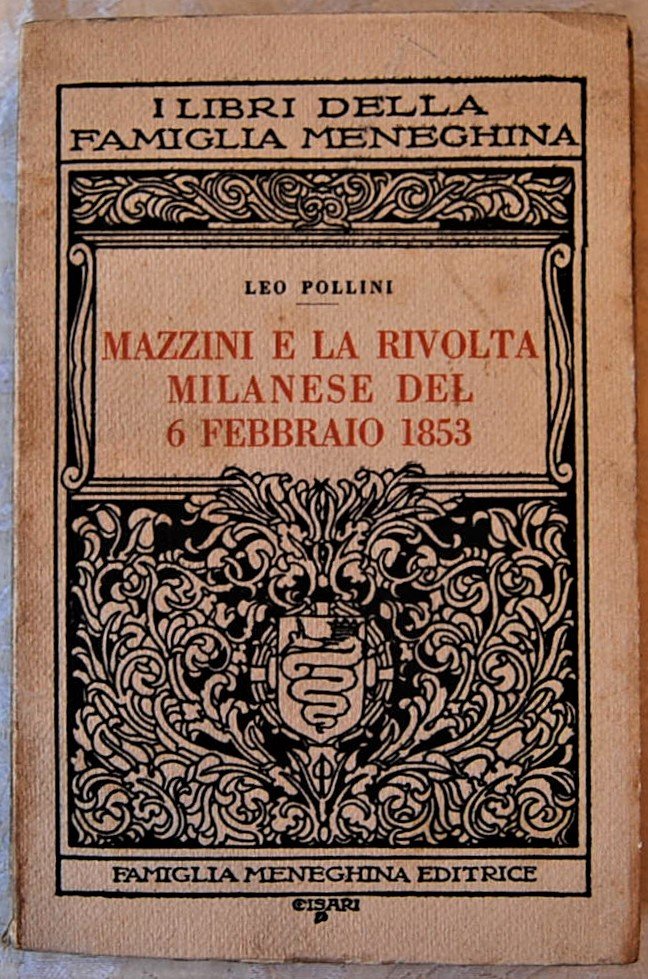 I LIBRI DELLA
FAMIGLIA MENEGHINA
LEO POLLINI
MAZZINI E LA RIVOLTA
MILANESE DEL
6 FEBBRAIO 1853
FAMIGLIA MENEGHINA EDITRICE
CISARI